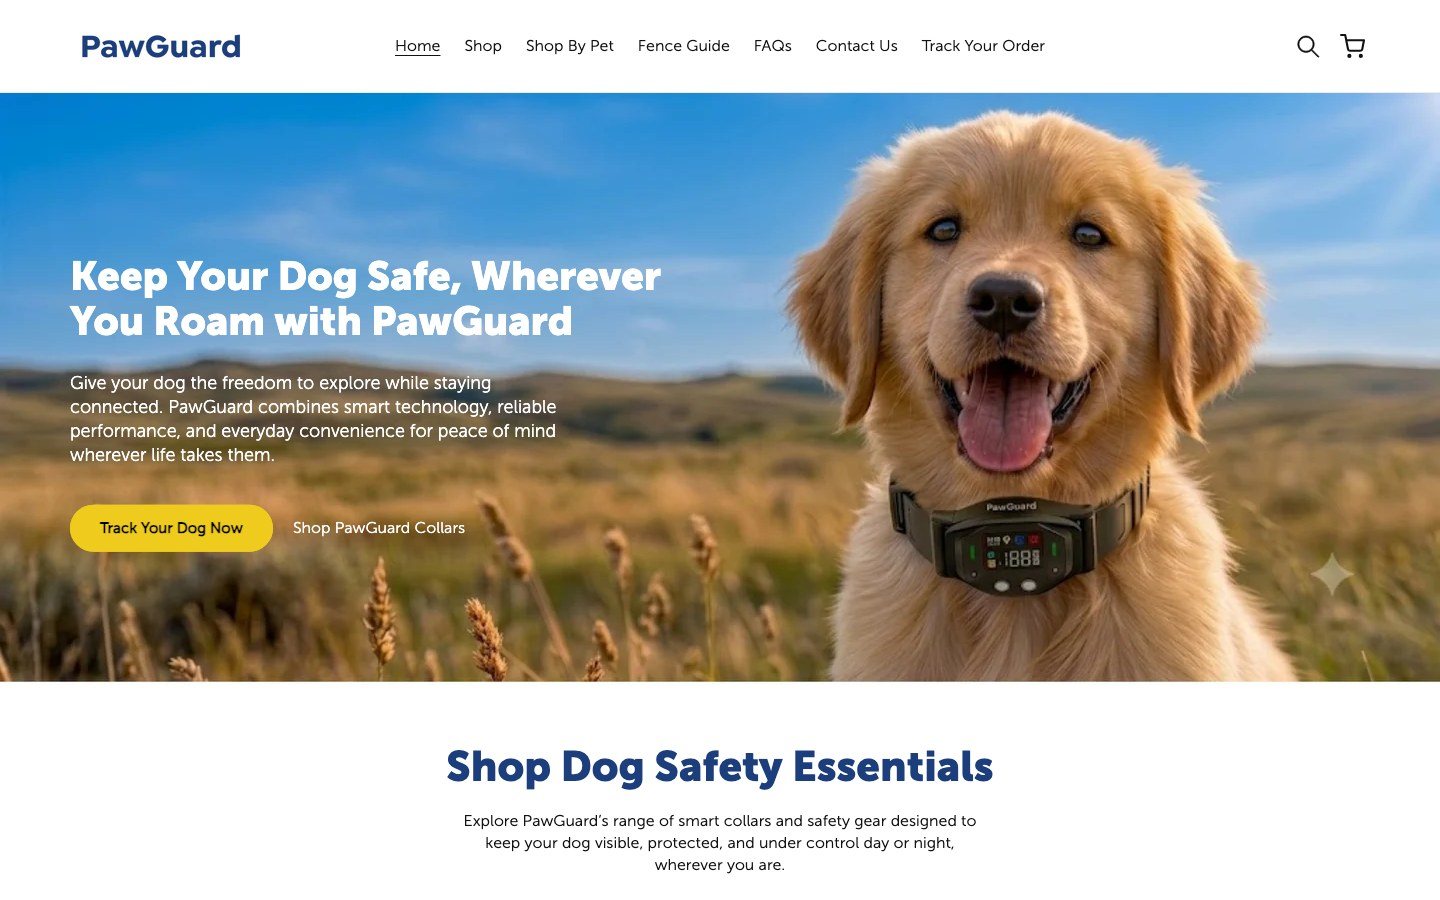 PawGuard
Home
Shop
Shop By Pet
Fence Guide
FAQs
Contact Us
Track Your Order
Keep Your Dog Safe, Wherever
You Roam with PawGuard
Give your dog the freedom to explore while staying
connected. PawGuard combines smart technology, reliable
performance, and everyday convenience for peace of mind
wherever life takes them.
Track Your Dog Now
Shop PawGuard Collars
PawGuard
Shop Dog Safety Essentials
Explore PawGuard’s range of smart collars and safety gear designed to
keep your dog visible, protected, and under control day or night,
wherever you are.